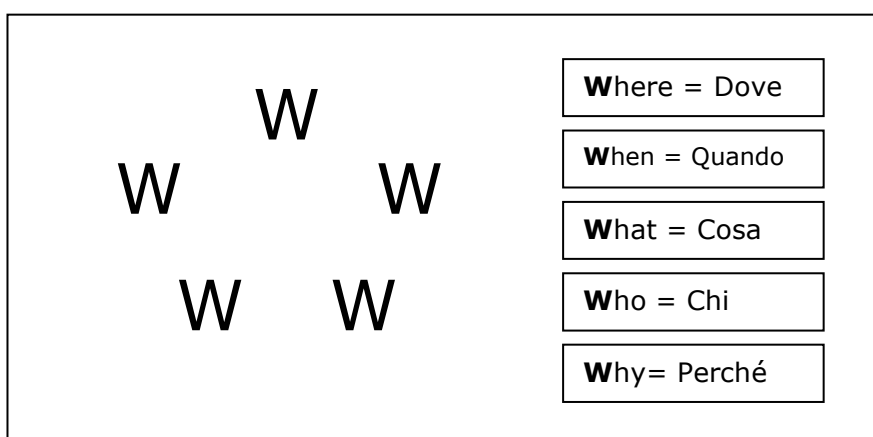 W
W W
W W
Where = Dove
When = Quando
What = Cosa
Who = Chi
Why= Perché